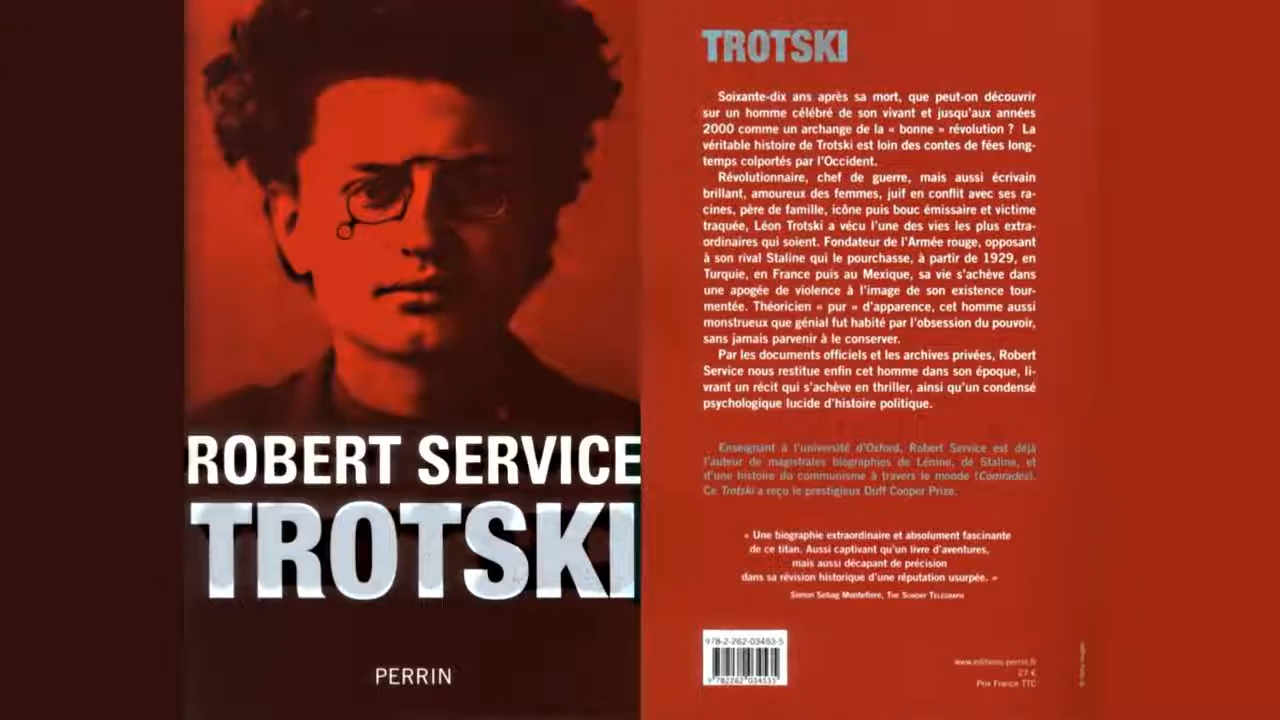 ROBERT SERVICE
TROTSKI
PERRIN
TROTSKI
Soixante-dix ans après sa mort, que peut-on découvrir
sur un homme célébré de son vivant et jusqu'aux années
2000 comme un archange de la « bonne » révolution ? La
véritable histoire de Trotski est loin des contes de fées long-
temps colportés par l'Occident.
Révolutionnaire, chef de guerre, mais aussi écrivain
brillant, amoureux des femmes, juif en conflit avec ses ra-
cines, père de famille, icône puis bouc émissaire et victime
traquée, Léon Trotski a vécu l'une des vies les plus extra-
ordinaires qui soient. Fondateur de l'Armée rouge, opposant
à son rival Staline qui le pourchasse, à partir de 1929, en
Turquie, en France puis au Mexique, sa vie s'achève dans
une apogée de violence à l'image de son existence tour-
mentée. Théoricien « pur » d'apparence, cet homme aussi
monstrueux que génial fut habité par l'obsession du pouvoir,
sans jamais parvenir à le conserver.
Par les documents officiels et les archives privées, Robert
Service nous restitue enfin cet homme dans son époque, li-
vrant un récit qui s'achève en thriller, ainsi qu'un condensé
psychologique lucide d'histoire politique.
Enseignant à l'université d'Oxford, Robert Service est déjà
l'auteur de magistrales biographies de Lénine, de Staline, et
d'une histoire du communisme à travers le monde (Comrades).
Ce Trotski a reçu le prestigieux Duff Cooper Prize.
« Une biographie extraordinaire et absolument fascinante
de ce titan. Aussi captivant qu'un livre d'aventures,
mais aussi décapant de précision
dans sa révision historique d'une réputation usurpée. »
Simon Sebag Montefiore, THE SUNDAY TELEGRAPH
www.editions-perrin.fr
27 €
Prix France TTC